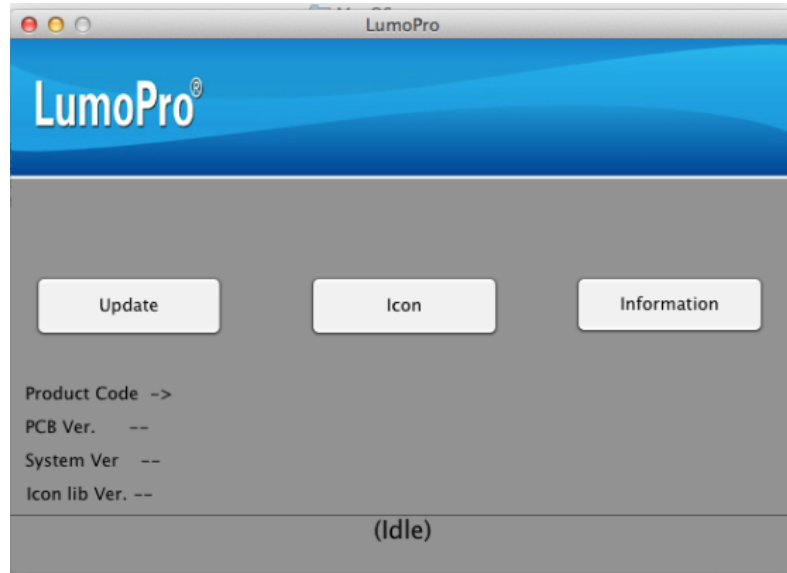 LumoPro
LumoPro®
Update Icon Information
Product Code ->
PCB Ver. --
System Ver --
Icon lib Ver. --
(Idle)